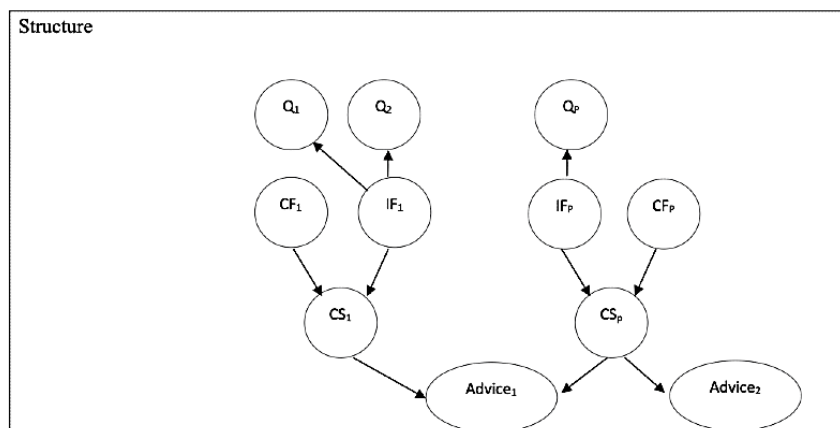 Structure
Q₁ Q₂ Qₚ
CF₁ IF₁ IFₚ CFₚ
CS₁ CSₚ
Advice₁ Advice₂